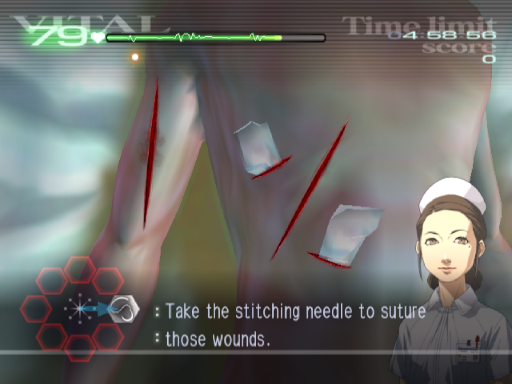 VITAL
79
Time limit
04:58:56
score
0
: Take the stitching needle to suture
: those wounds.